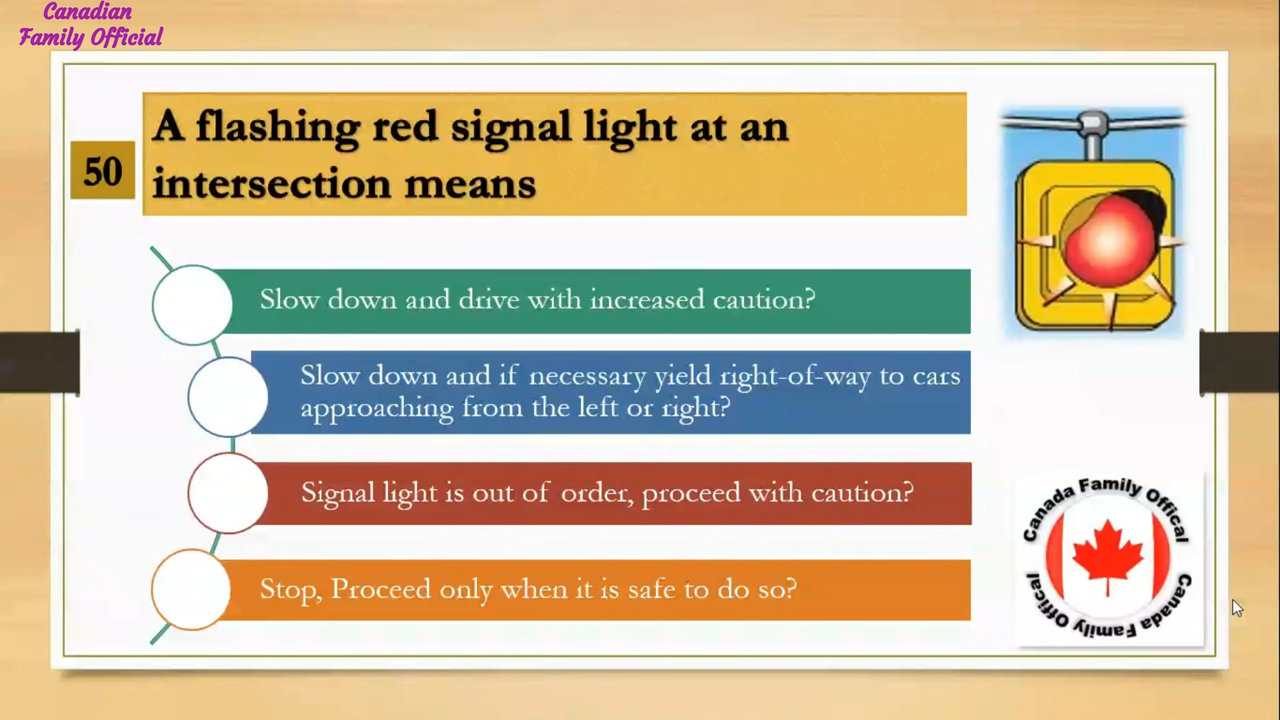 Canadian
Family Official
A flashing red signal light at an
50
intersection means
Slow down and drive with increased caution?
Slow down and if necessary yield right-of-way to cars
approaching from the left or right?
Signal light is out of order, proceed with caution?
Stop, Proceed only when it is safe to do so?
Canada Family Offical
Canada Family Offical